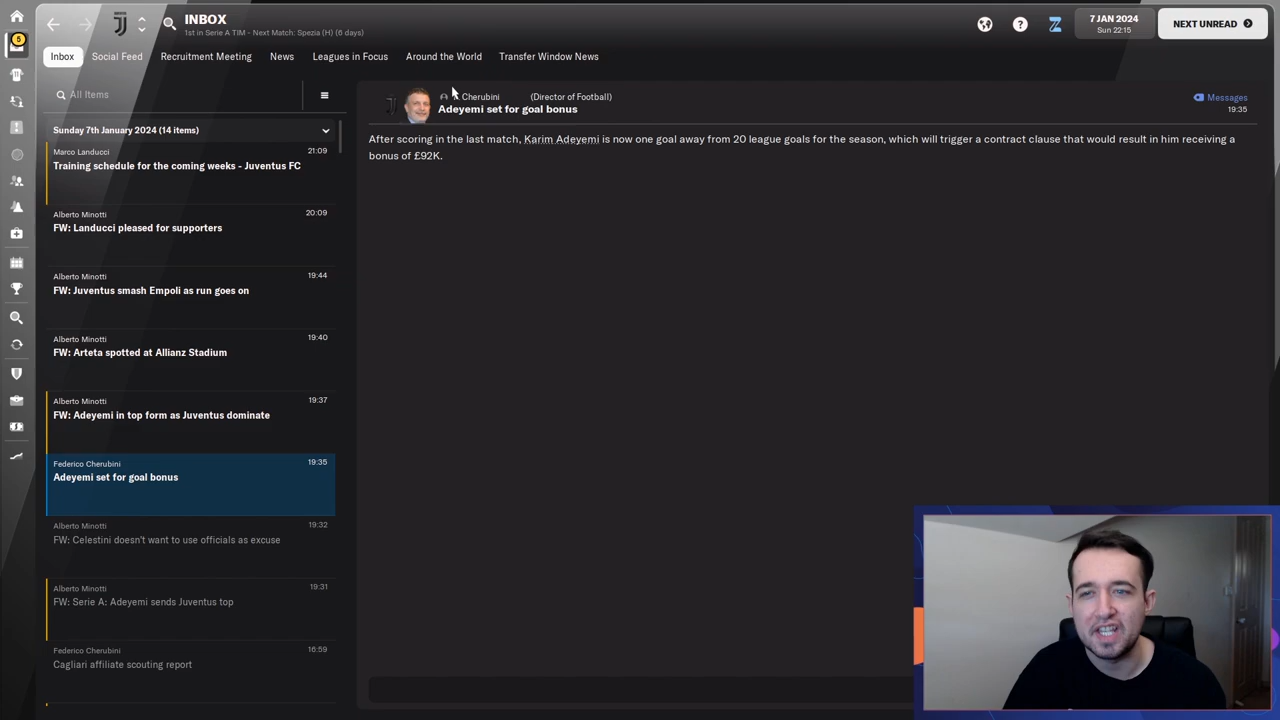 INBOX
1st in Serie A TIM - Next Match: Spezia (H) (6 days)
7 JAN 2024
Sun 22:15
NEXT UNREAD
5
Inbox
Social Feed
Recruitment Meeting
News
Leagues in Focus
Around the World
Transfer Window News
All Items
Sunday 7th January 2024 (14 items)
Marco Landucci
21:09
Training schedule for the coming weeks - Juventus FC
Alberto Minotti
20:09
FW: Landucci pleased for supporters
Alberto Minotti
19:44
FW: Juventus smash Empoli as run goes on
Alberto Minotti
19:40
FW: Arteta spotted at Allianz Stadium
Alberto Minotti
19:37
FW: Adeyemi in top form as Juventus dominate
Federico Cherubini
19:35
Adeyemi set for goal bonus
Alberto Minotti
19:32
FW: Celestini doesn't want to use officials as excuse
Alberto Minotti
19:31
FW: Serie A: Adeyemi sends Juventus top
Federico Cherubini
16:59
Cagliari affiliate scouting report
Cherubini (Director of Football)
Adeyemi set for goal bonus
Messages
19:35
After scoring in the last match, Karim Adeyemi is now one goal away from 20 league goals for the season, which will trigger a contract clause that would result in him receiving a
bonus of £92K.